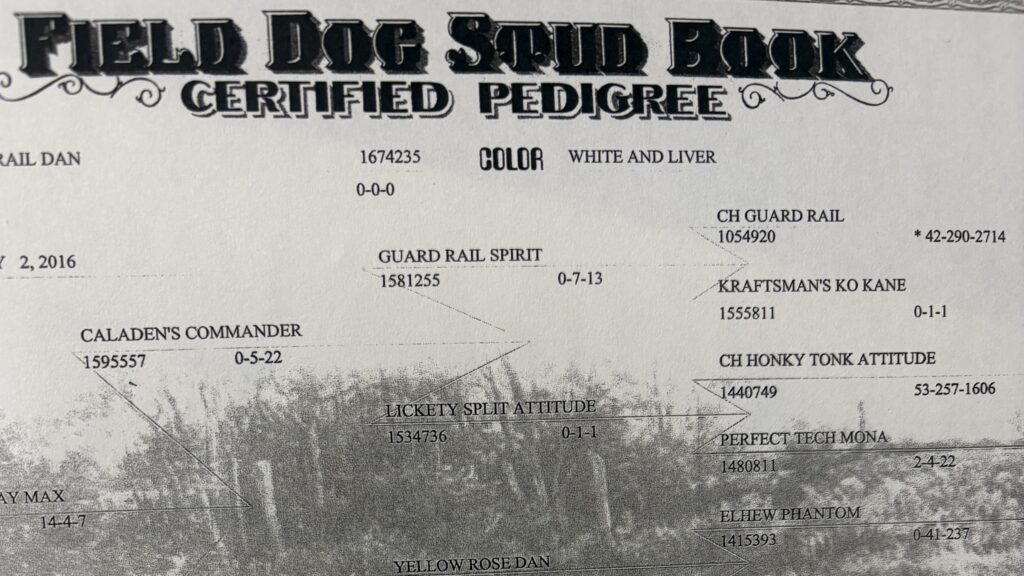 FIELD DOG STUD BOOK
CERTIFIED PEDIGREE
RAIL DAN 1674235 COLOR WHITE AND LIVER
0-0-0
CH GUARD RAIL
1054920 * 42-290-2714
2, 2016
GUARD RAIL SPIRIT
1581255 0-7-13
KRAFTSMAN'S KO KANE
1555811 0-1-1
CALADEN'S COMMANDER
1595557 0-5-22
CH HONKY TONK ATTITUDE
1440749 53-257-1606
LICKETY SPLIT ATTITUDE
1534736 0-1-1
PERFECT TECH MONA
1480811 2-4-22
AY MAX
14-4-7
ELHEW PHANTOM
1415393 0-41-237
YELLOW ROSE DAN